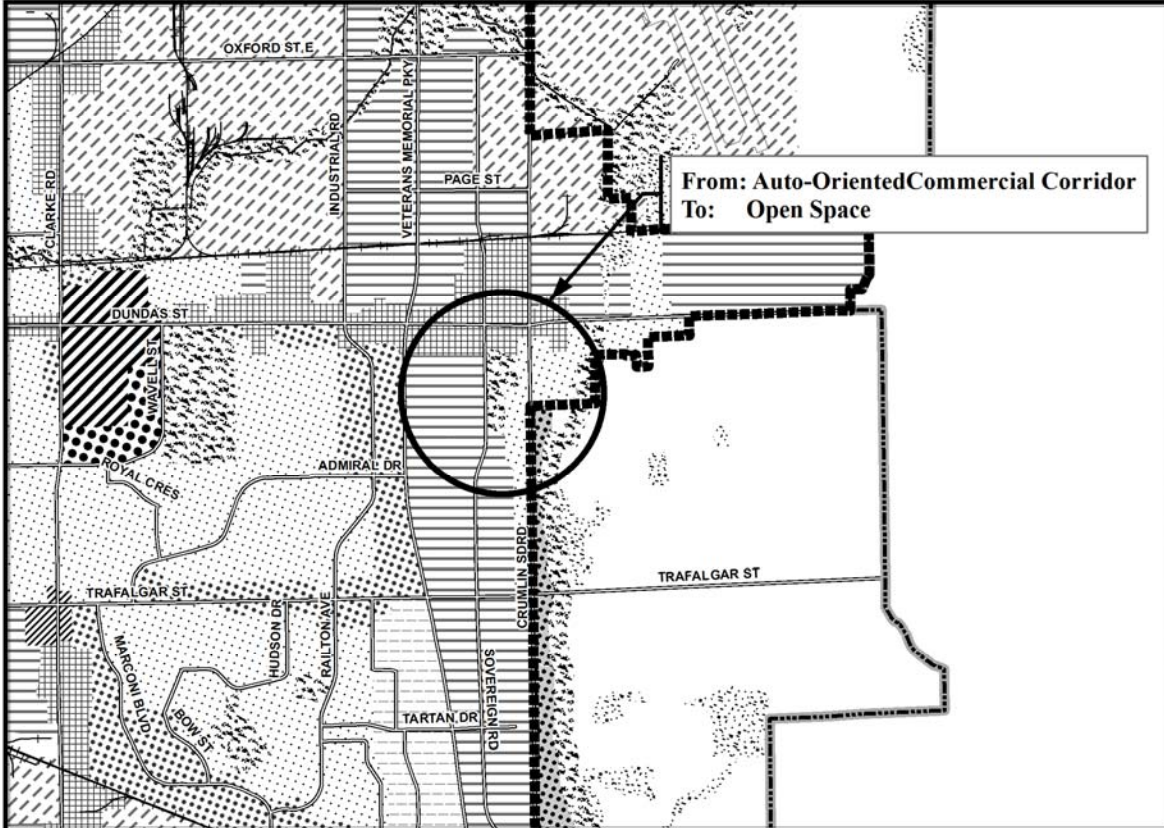 OXFORD ST.E
CLARKE RD
INDUSTRIAL RD
VETERANS MEMORIAL PKY
PAGE ST
From: Auto-OrientedCommercial Corridor
To: Open Space
DUNDAS ST
WAVELL ST
ROYAL CRES
ADMIRAL DR
CRUMLIN SDRD
TRAFALGAR ST
TRAFALGAR ST
HUDSON DR
RAILTON AVE
MARCONI BLVD
BOW ST
SOVEREIGN RD
TARTAN DR